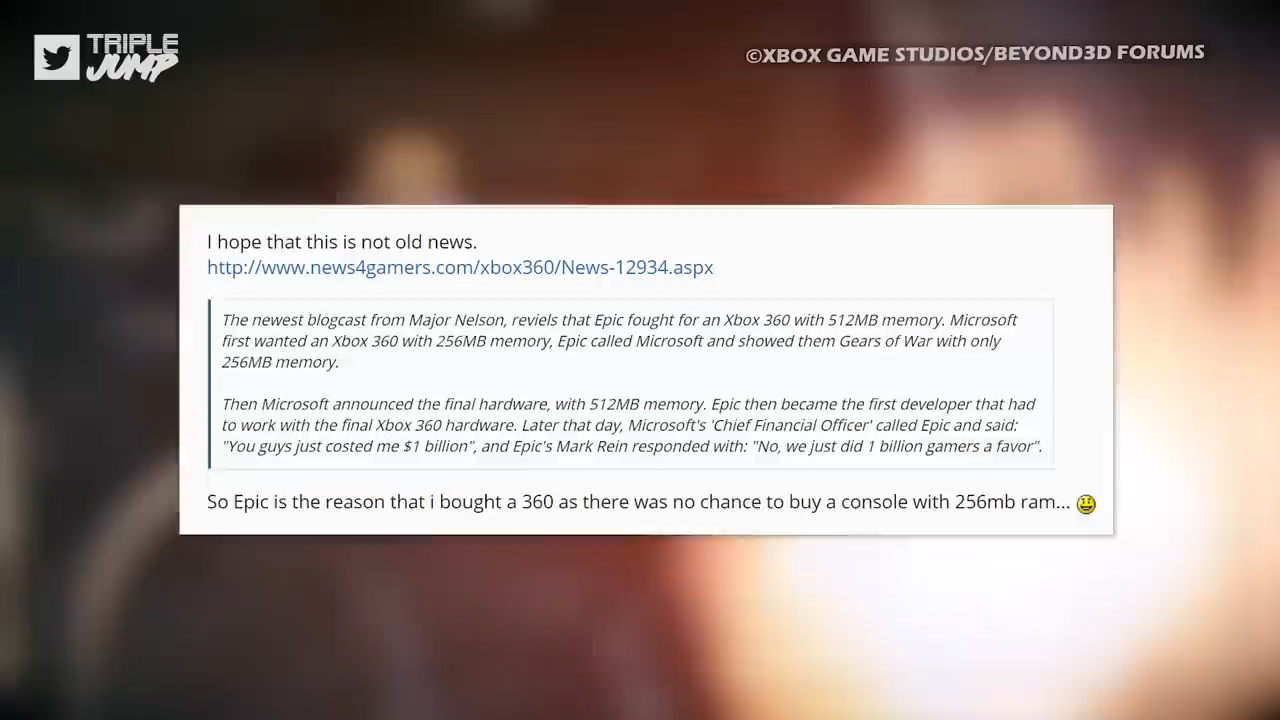 TRIPLE
JUMP
©XBOX GAME STUDIOS/BEYOND3D FORUMS
I hope that this is not old news.
http://www.news4gamers.com/xbox360/News-12934.aspx
The newest blogcast from Major Nelson, reviels that Epic fought for an Xbox 360 with 512MB memory. Microsoft
first wanted an Xbox 360 with 256MB memory, Epic called Microsoft and showed them Gears of War with only
256MB memory.
Then Microsoft announced the final hardware, with 512MB memory. Epic then became the first developer that had
to work with the final Xbox 360 hardware. Later that day, Microsoft's 'Chief Financial Officer' called Epic and said:
"You guys just costed me $1 billion", and Epic's Mark Rein responded with: "No, we just did 1 billion gamers a favor".
So Epic is the reason that i bought a 360 as there was no chance to buy a console with 256mb ram...